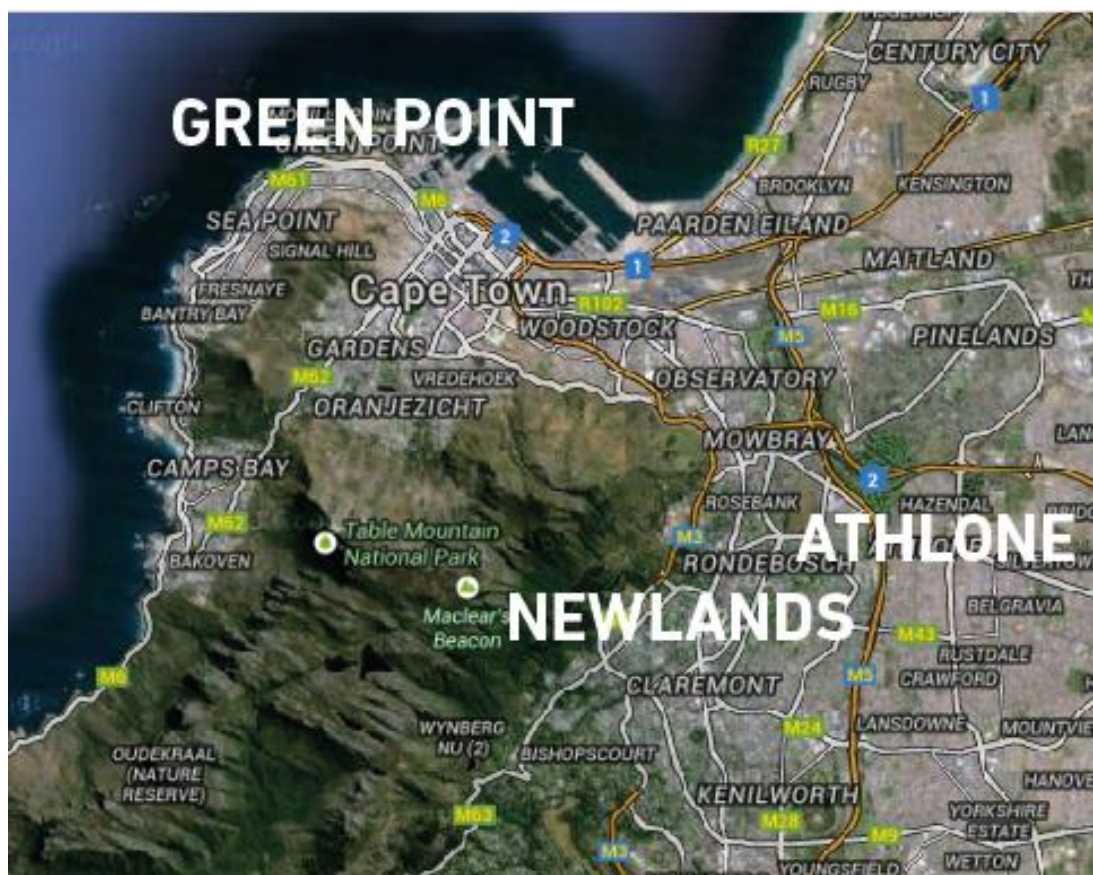 CENTURY CITY
RUGBY
1
GREEN POINT
GREEN POINT
R27
M61
BROOKLYN
KENSINGTON
M6
SEA POINT
PAARDEN EILAND
2
SIGNAL HILL
1
MAITLAND
FRESNAYE
Cape Town
R102
BANTRY BAY
M16
WOODSTOCK
M5
PINELANDS
GARDENS
M62
VREDEHOEK
OBSERVATORY
CLIFTON
ORANJEZICHT
MOWBRAY
CAMPS BAY
2
ROSEBANK
HAZENDAL
M62
Table Mountain
National Park
M3
ATHLONE
BAKOVEN
RONDEBOSCH
Maclear's
Beacon
NEWLANDS
BELGRAVIA
M43
RUSTDALE
M6
CLAREMONT
M5
CRAWFORD
WYNBERG
NU (2)
M24
LANSDOWNE
OUDEKRAAL
(NATURE
RESERVE)
BISHOPSCOURT
KENILWORTH
M63
M28
YORKSHIRE
ESTATE
M3
M9
YOUNGSFIELD
WETTON